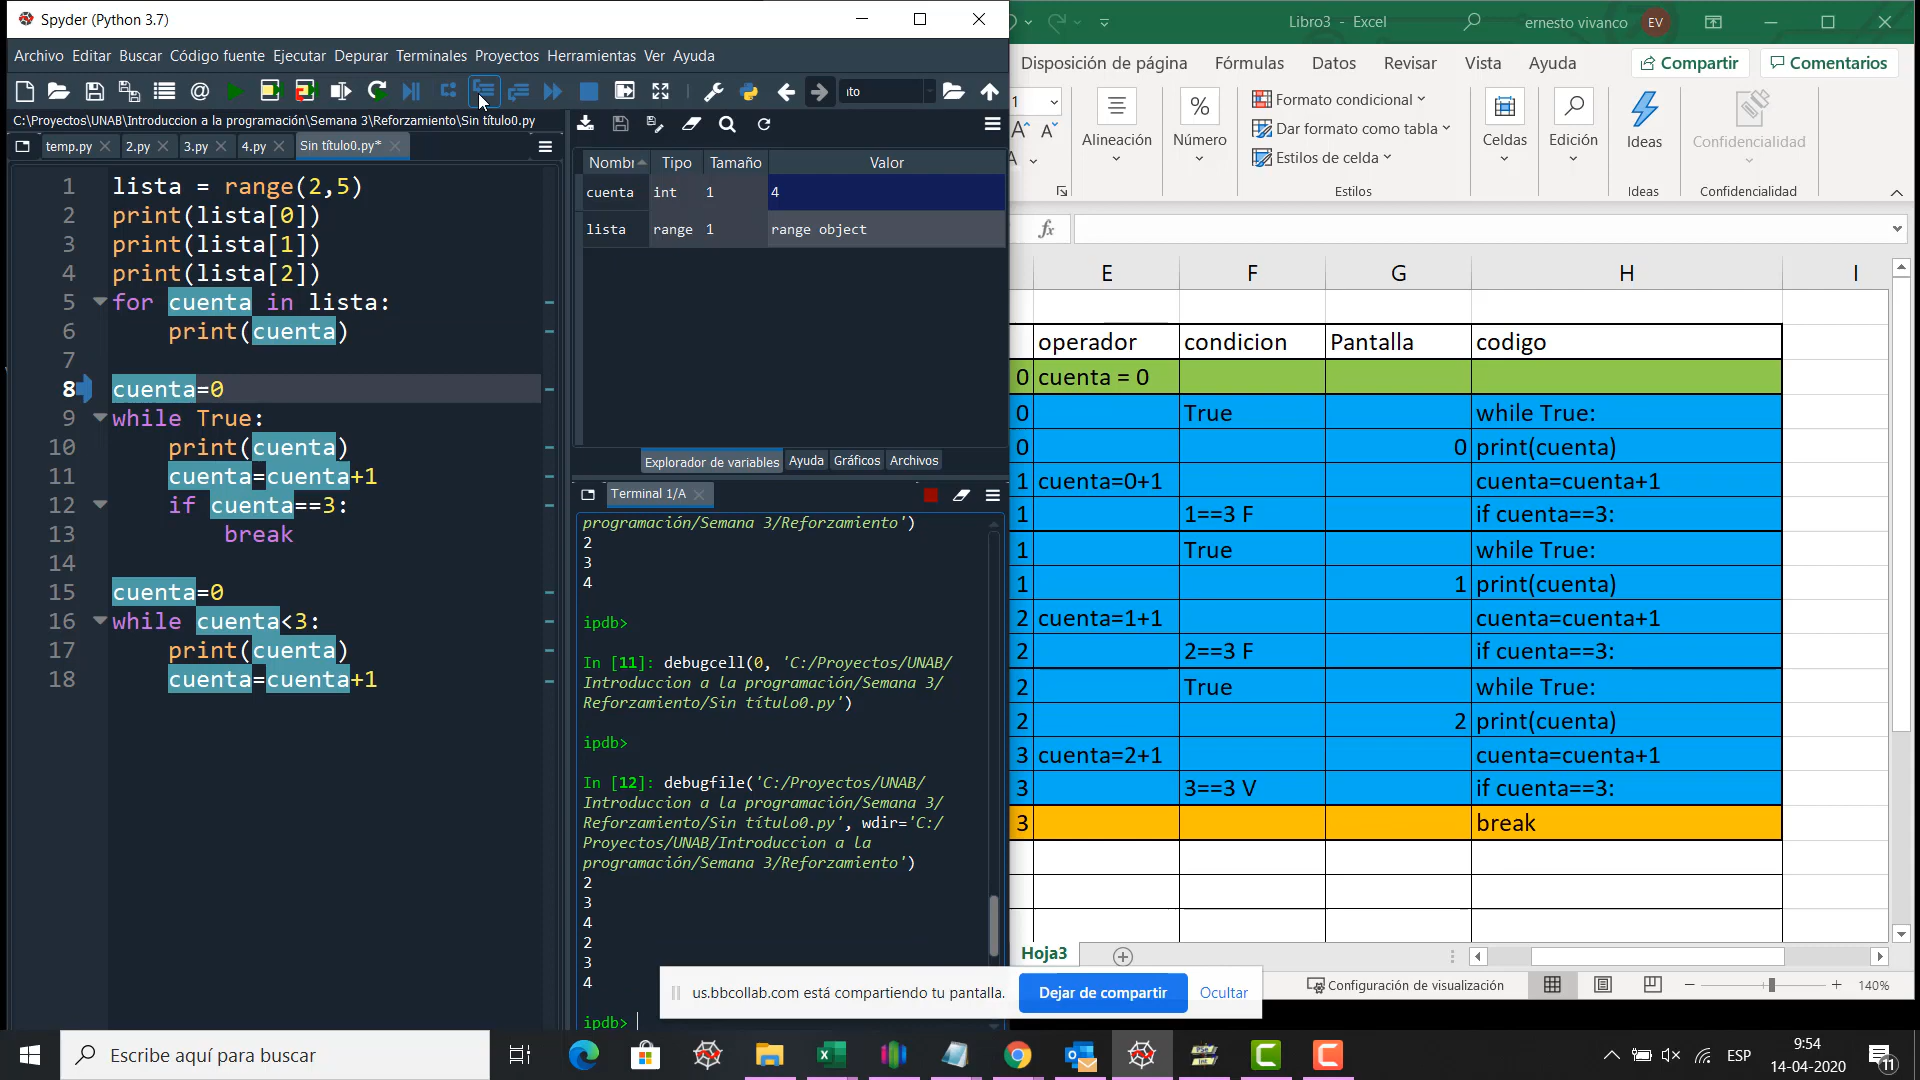 Spyder (Python 3.7)
Archivo Editar Buscar Código fuente Ejecutar Depurar Terminales Proyectos Herramientas Ver Ayuda
ıto
C:\Proyectos\UNAB\Introduccion a la programación\Semana 3\Reforzamiento\Sin título0.py
temp.py 2.py 3.py 4.py Sin título0.py*
1 lista = range(2,5)
2 print(lista[0])
3 print(lista[1])
4 print(lista[2])
5 for cuenta in lista:
6 print(cuenta)
7
8 cuenta=0
9 while True:
10 print(cuenta)
11 cuenta=cuenta+1
12 if cuenta==3:
13 break
14
15 cuenta=0
16 while cuenta<3:
17 print(cuenta)
18 cuenta=cuenta+1
Nombı Tipo Tamaño Valor
cuenta int 1 4
lista range 1 range object
Explorador de variables Ayuda Gráficos Archivos
Terminal 1/A
programación/Semana 3/Reforzamiento')
2
3
4
ipdb>
In [11]: debugcell(0, 'C:/Proyectos/UNAB/
Introduccion a la programación/Semana 3/
Reforzamiento/Sin título0.py')
ipdb>
In [12]: debugfile('C:/Proyectos/UNAB/
Introduccion a la programación/Semana 3/
Reforzamiento/Sin título0.py', wdir='C:/
Proyectos/UNAB/Introduccion a la
programación/Semana 3/Reforzamiento')
2
3
4
2
3
4
ipdb>
Libro3 - Excel ernesto vivanco EV
Disposición de página Fórmulas Datos Revisar Vista Ayuda Compartir Comentarios
1 Alineación Número Formato condicional Celdas Edición Ideas Confidencialidad
Dar formato como tabla
Estilos de celda
Estilos Ideas Confidencialidad
fx
E F G H I
operador condicion Pantalla codigo
0 cuenta = 0
0 True while True:
0 0 print(cuenta)
1 cuenta=0+1 cuenta=cuenta+1
1 1==3 F if cuenta==3:
1 True while True:
1 1 print(cuenta)
2 cuenta=1+1 cuenta=cuenta+1
2 2==3 F if cuenta==3:
2 True while True:
2 2 print(cuenta)
3 cuenta=2+1 cuenta=cuenta+1
3 3==3 V if cuenta==3:
3 break
Hoja3
Configuración de visualización 140%
us.bbcollab.com está compartiendo tu pantalla. Dejar de compartir Ocultar
Escribe aquí para buscar
ESP
9:54
14-04-2020
11